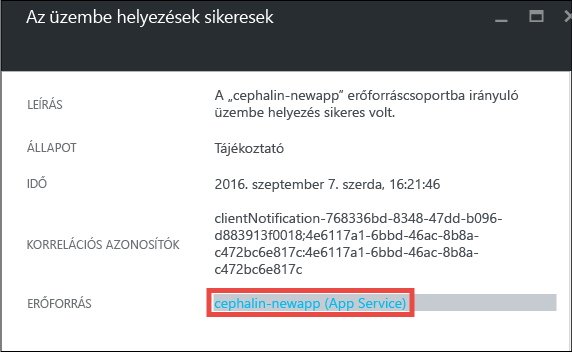 Az üzembe helyezések sikeresek
LEÍRÁS
A „cephalin-newapp” erőforráscsoportba irányuló
üzembe helyezés sikeres volt.
ÁLLAPOT
Tájékoztató
IDŐ
2016. szeptember 7. szerda, 16:21:46
KORRELÁCIÓS AZONOSÍTÓK
clientNotification-768336bd-8348-47dd-b096-
d883913f0018;4e6117a1-6bbd-46ac-8b8a-
c472bc6e817c:4e6117a1-6bbd-46ac-8b8a-
c472bc6e817c
ERŐFORRÁS
cephalin-newapp (App Service)